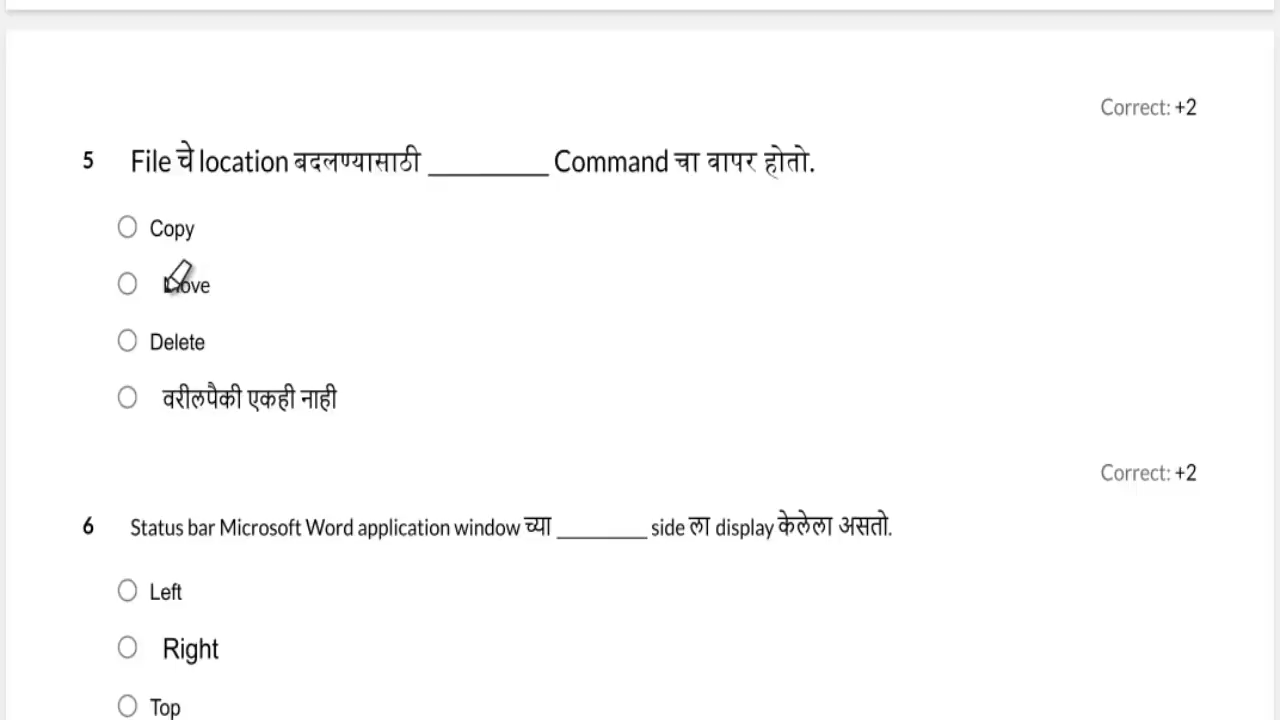 Correct: +2
5 File चे location बदलण्यासाठी __________ Command चा वापर होतो.
Copy
Delete
वरीलपैकी एकही नाही
Correct: +2
6 Status bar Microsoft Word application window च्या _________ side ला display केलेला असतो.
Left
Right
Top